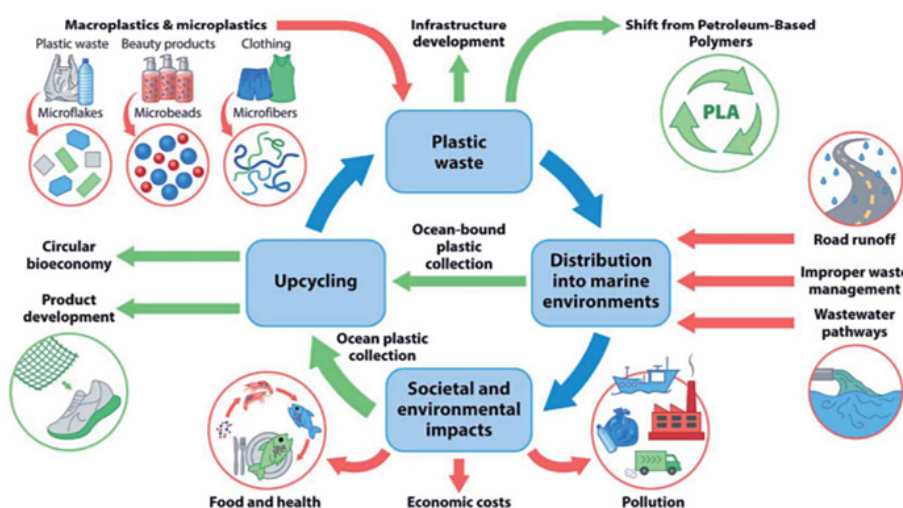 Macroplastics & microplastics
Plastic waste
Beauty products
Clothing
Microflakes
Microbeads
Microfibers
Infrastructure
development
Shift from Petroleum-Based
Polymers
PLA
Plastic
waste
Road runoff
Improper waste
management
Wastewater
pathways
Distribution
into marine
environments
Ocean-bound
plastic
collection
Upcycling
Circular
bioeconomy
Product
development
Ocean plastic
collection
Societal and
environmental
impacts
Food and health
Economic costs
Pollution